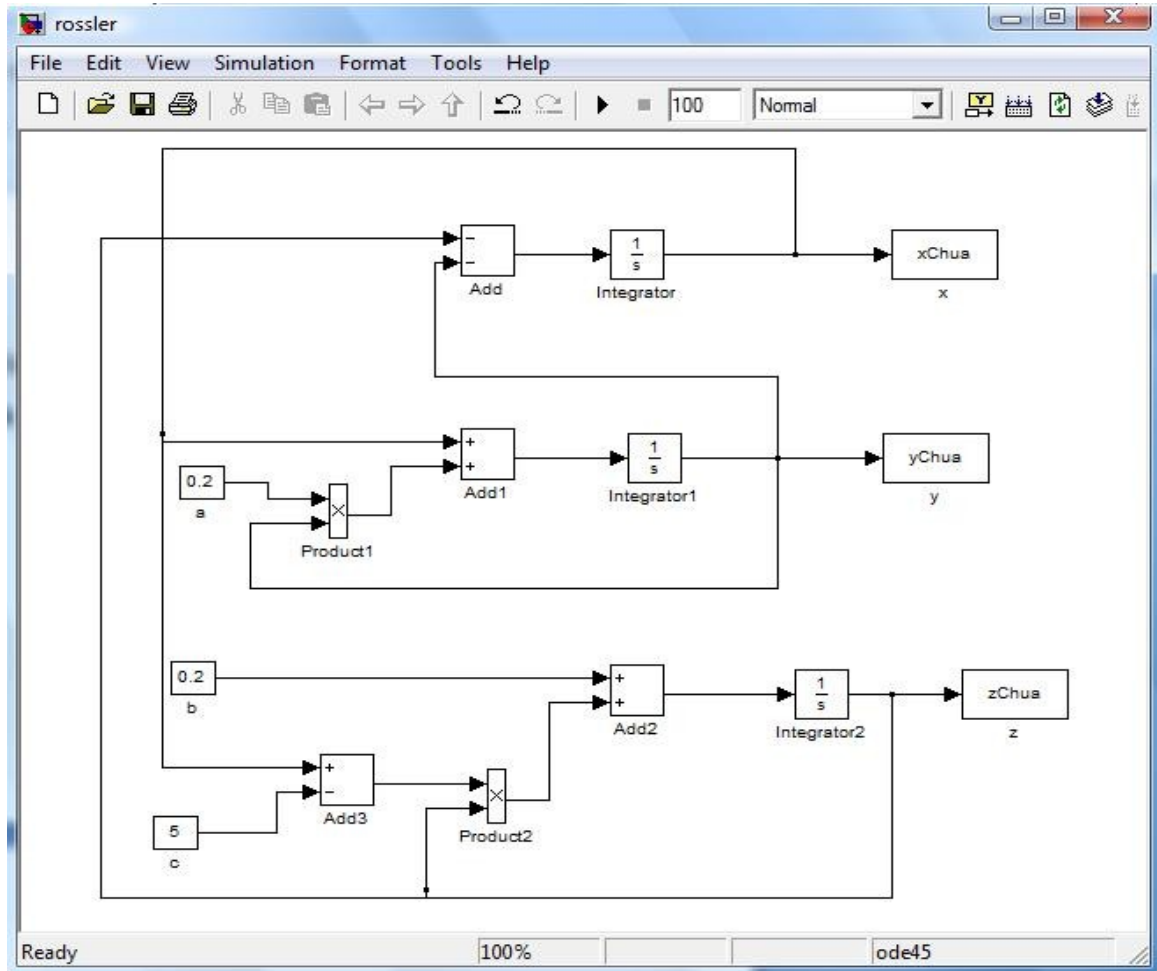 rossler
File Edit View Simulation Format Tools Help
100 Normal
− 1/s xChua
−
Add Integrator x
+ 1/s yChua
+
0.2 Add1 Integrator1 y
a ×
Product1
0.2 + 1/s zChua
b +
Add2 Integrator2 z
+
− ×
5 Add3 Product2
c
Ready 100% ode45